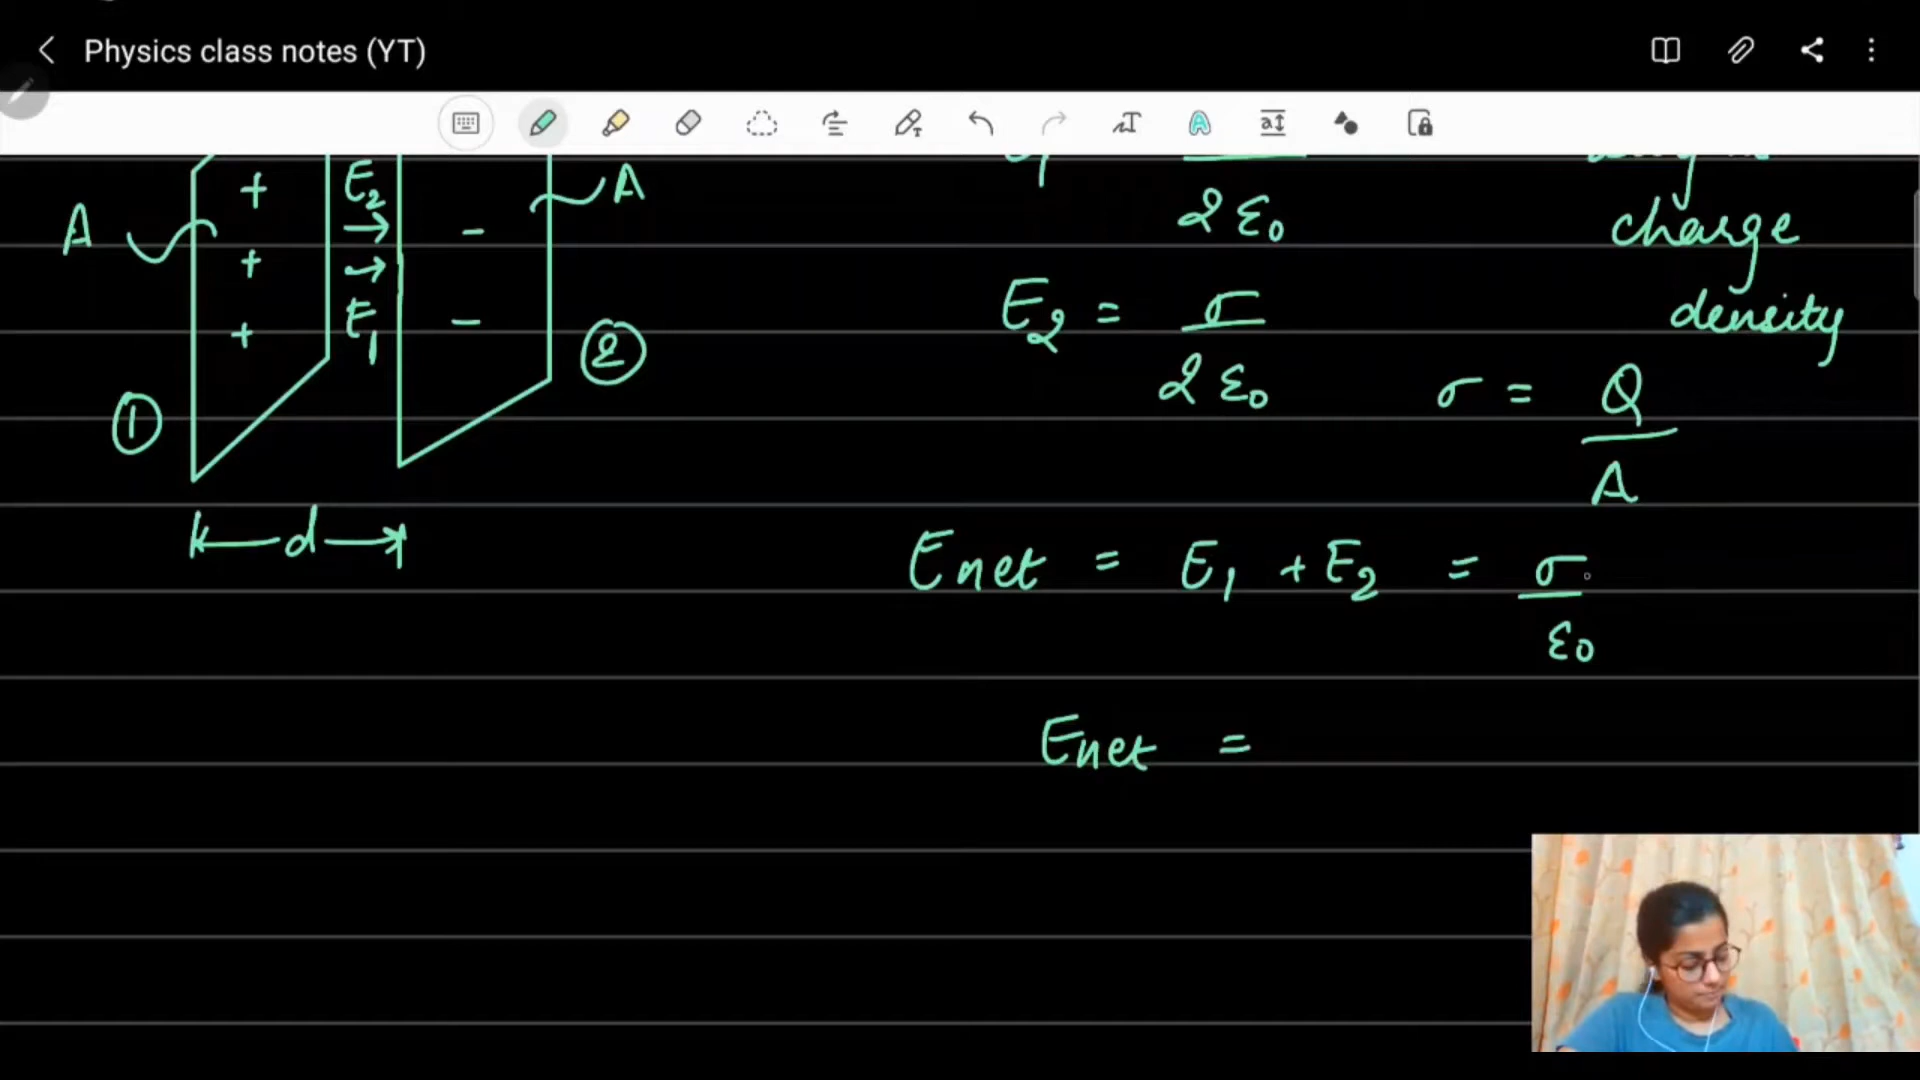 Physics class notes (YT)
A
+
+
+
E₂
→
→
E₁
-
-
A
①
②
d
2ε₀
charge
density
E₂ = σ / 2ε₀
σ = Q / A
Enet = E₁ + E₂ = σ / ε₀
Enet =